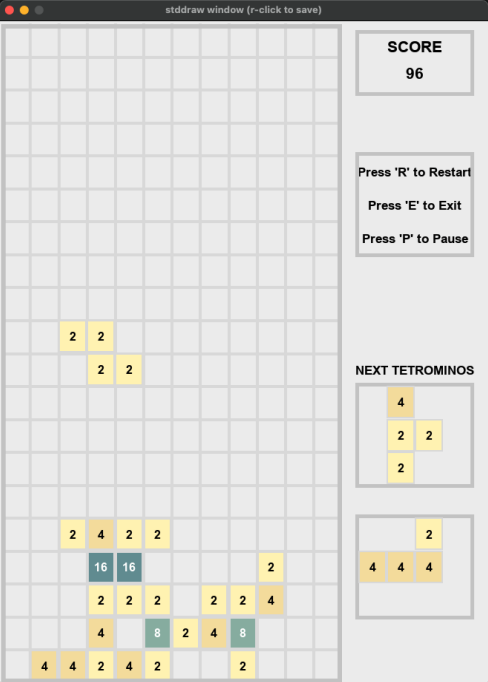 stddraw window (r-click to save)
SCORE
96
Press 'R' to Restart
Press 'E' to Exit
Press 'P' to Pause
2 2
2 2
NEXT TETROMINOS
4
2 2
2
2
4 4 4
2 4 2 2
16 16 2
2 2 2 2 2 4
4 8 2 4 8
4 4 2 4 2 2